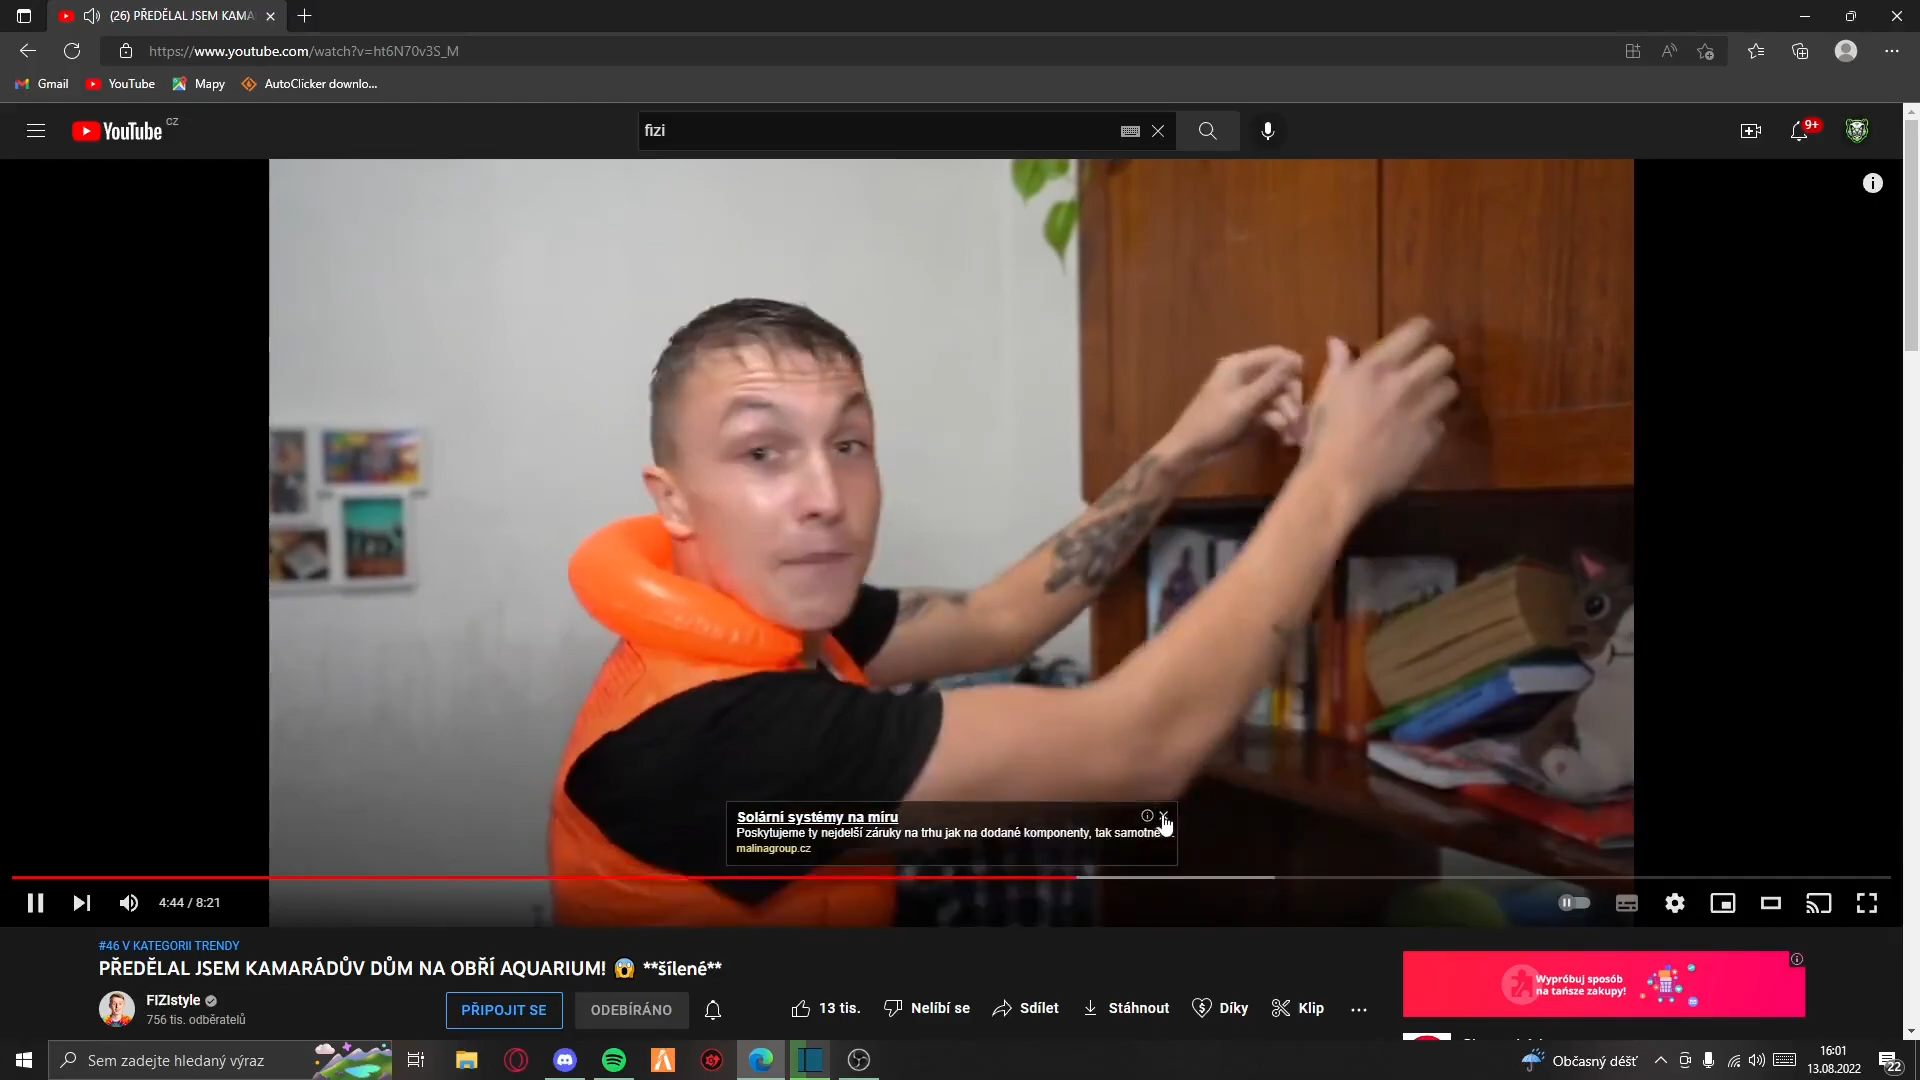 (26) PŘEDĚLAL JSEM KAMA
https://www.youtube.com/watch?v=ht6N70v3S_M
Gmail
YouTube
Mapy
AutoClicker downlo...
YouTube CZ
fizi
9+
Solární systémy na míru
Poskytujeme ty nejdelší záruky na trhu jak na dodané komponenty, tak samotné
malinagroup.cz
4:44 / 8:21
#46 V KATEGORII TRENDY
PŘEDĚLAL JSEM KAMARÁDŮV DŮM NA OBŘÍ AQUARIUM! 😱 **šílené**
FIZIstyle
756 tis. odběratelů
PŘIPOJIT SE
ODEBÍRÁNO
13 tis.
Nelíbí se
Sdílet
Stáhnout
Díky
Klip
Wypróbuj sposób
na tańsze zakupy!
Sem zadejte hledaný výraz
Občasný déšť
16:01
13.08.2022
22